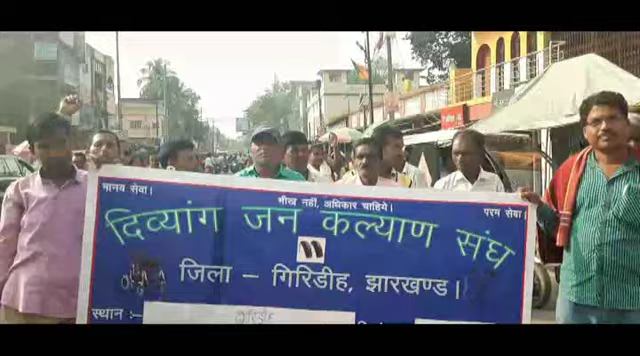 मानव सेवा।
भीख नहीं, अधिकार चाहिये।
परम सेवा।
दिव्यांग जन कल्याण संघ
जिला – गिरिडीह, झारखण्ड।
स्थान :-